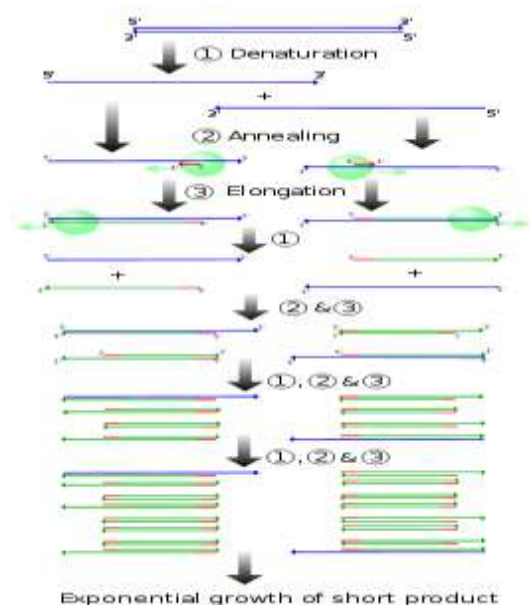 5' 3'
3' 5'
① Denaturation
5' 3'
+
3' 5'
② Annealing
③ Elongation
①
+ +
② & ③
①, ② & ③
①, ② & ③
Exponential growth of short product